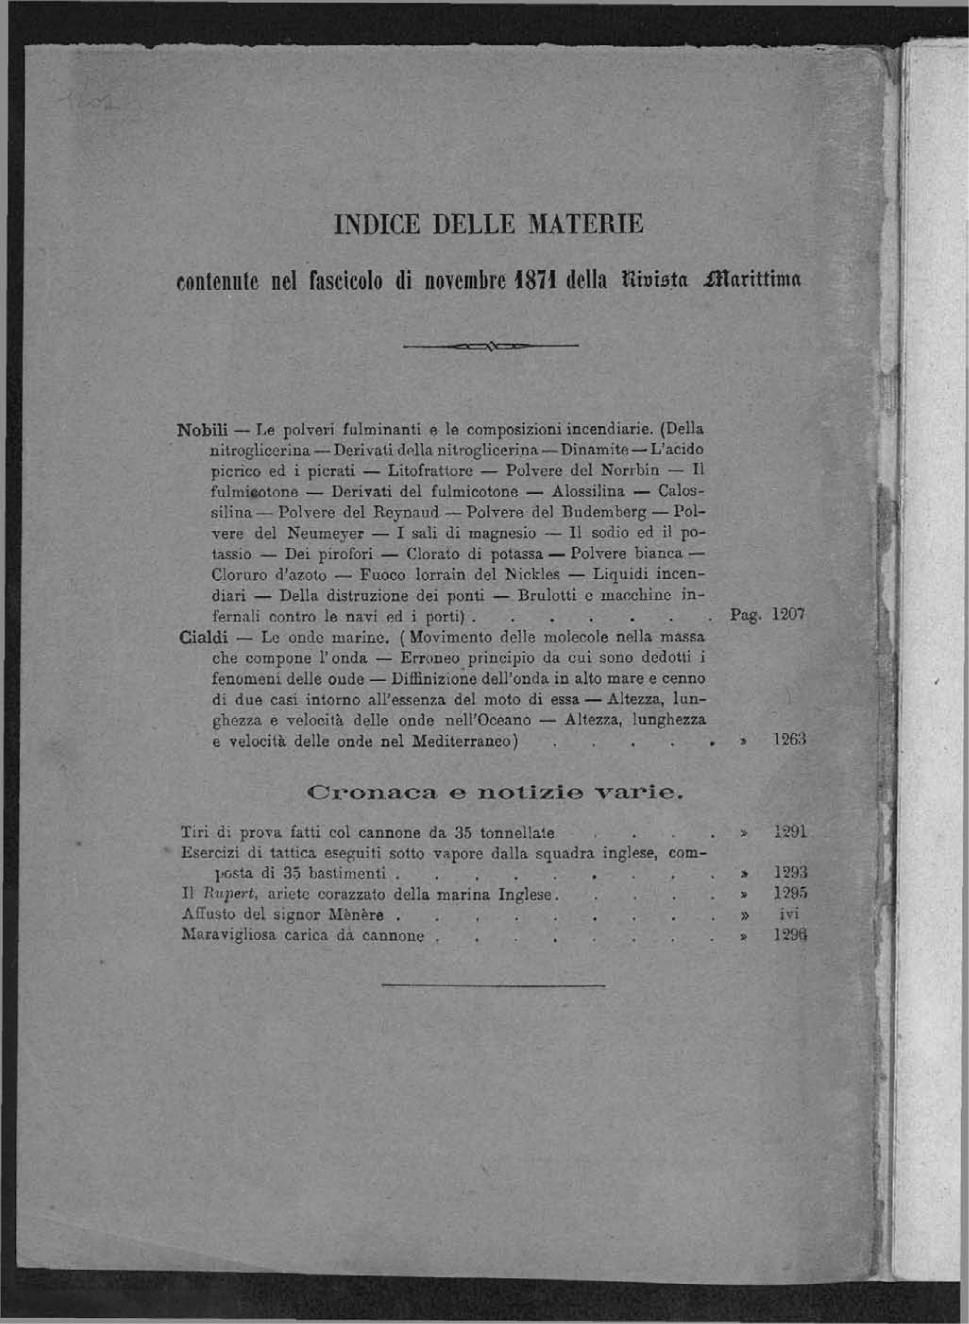 INDICE DELLE MATERIE
contenute nel fascicolo di novembre 1871 della Rivista Marittima
Nobili — Le polveri fulminanti e le composizioni incendiarie. (Della
nitroglicerina — Derivati della nitroglicerina — Dinamite — L'acido
picrico ed i picrati — Litofrattore — Polvere del Norrbin — Il
fulmicotone — Derivati del fulmicotone — Alossilina — Calos-
silina — Polvere del Reynaud — Polvere del Budemberg — Pol-
vere del Neumeyer — I sali di magnesio — Il sodio ed il po-
tassio — Dei pirofori — Clorato di potassa — Polvere bianca —
Cloruro d'azoto — Fuoco lorrain del Nickles — Liquidi incen-
diari — Della distruzione dei ponti — Brulotti e macchine in-
fernali contro le navi ed i porti) . . . . . . . Pag. 1207
Cialdi — Le onde marine. (Movimento delle molecole nella massa
che compone l'onda — Erroneo principio da cui sono dedotti i
fenomeni delle onde — Diffinizione dell'onda in alto mare e cenno
di due casi intorno all'essenza del moto di essa — Altezza, lun-
ghezza e velocità delle onde nell'Oceano — Altezza, lunghezza
e velocità delle onde nel Mediterraneo) . . . . . » 1263
Cronaca e notizie varie.
Tiri di prova fatti col cannone da 35 tonnellate . . . . » 1291
Esercizi di tattica eseguiti sotto vapore dalla squadra inglese, com-
posta di 35 bastimenti . . . . . . . . . » 1293
Il Rupert, ariete corazzato della marina Inglese . . . . . » 1295
Affusto del signor Mènère . . . . . . . . . » ivi
Maravigliosa carica da cannone . . . . . . . . » 1296